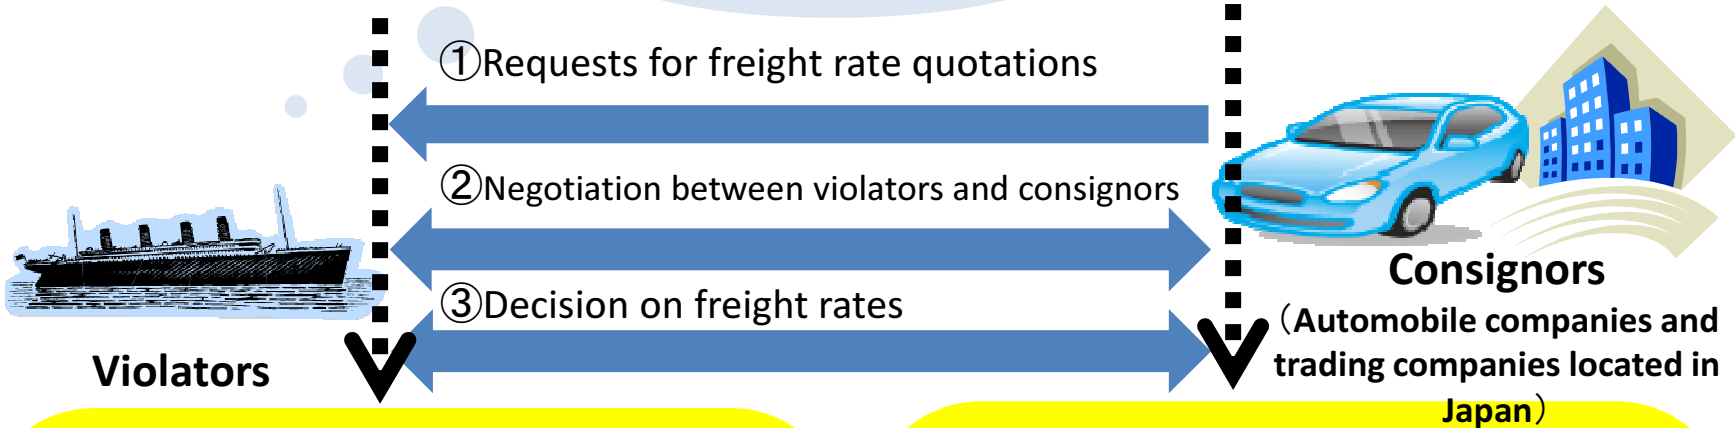 ①Requests for freight rate quotations
②Negotiation between violators and consignors
③Decision on freight rates
Violators
Consignors
（Automobile companies and
trading companies located in
Japan）